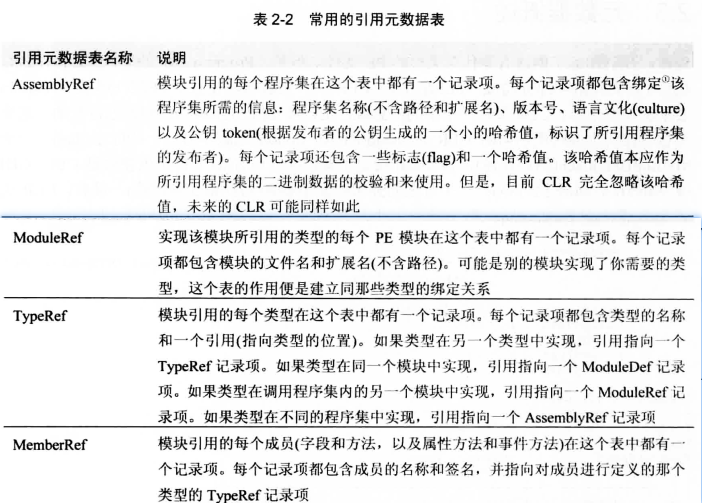 表 2-2 常用的引用元数据表
引用元数据表名称 说明
AssemblyRef 模块引用的每个程序集在这个表中都有一个记录项。每个记录项都包含绑定①该
程序集所需的信息：程序集名称(不含路径和扩展名)、版本号、语言文化(culture)
以及公钥 token(根据发布者的公钥生成的一个小的哈希值，标识了所引用程序集
的发布者)。每个记录项还包含一些标志(flag)和一个哈希值。该哈希值本应作为
所引用程序集的二进制数据的校验和来使用。但是，目前 CLR 完全忽略该哈希
值，未来的 CLR 可能同样如此
ModuleRef 实现该模块所引用的类型的每个 PE 模块在这个表中都有一个记录项。每个记录
项都包含模块的文件名和扩展名(不含路径)。可能是别的模块实现了你需要的类
型，这个表的作用便是建立同那些类型的绑定关系
TypeRef 模块引用的每个类型在这个表中都有一个记录项。每个记录项都包含类型的名称
和一个引用(指向类型的位置)。如果类型在另一个类型中实现，引用指向一个
TypeRef 记录项。如果类型在同一个模块中实现，引用指向一个 ModuleDef 记录
项。如果类型在调用程序集内的另一个模块中实现，引用指向一个 ModuleRef 记
录项。如果类型在不同的程序集中实现，引用指向一个 AssemblyRef 记录项
MemberRef 模块引用的每个成员(字段和方法，以及属性方法和事件方法)在这个表中都有一
个记录项。每个记录项都包含成员的名称和签名，并指向对成员进行定义的那个
类型的 TypeRef 记录项